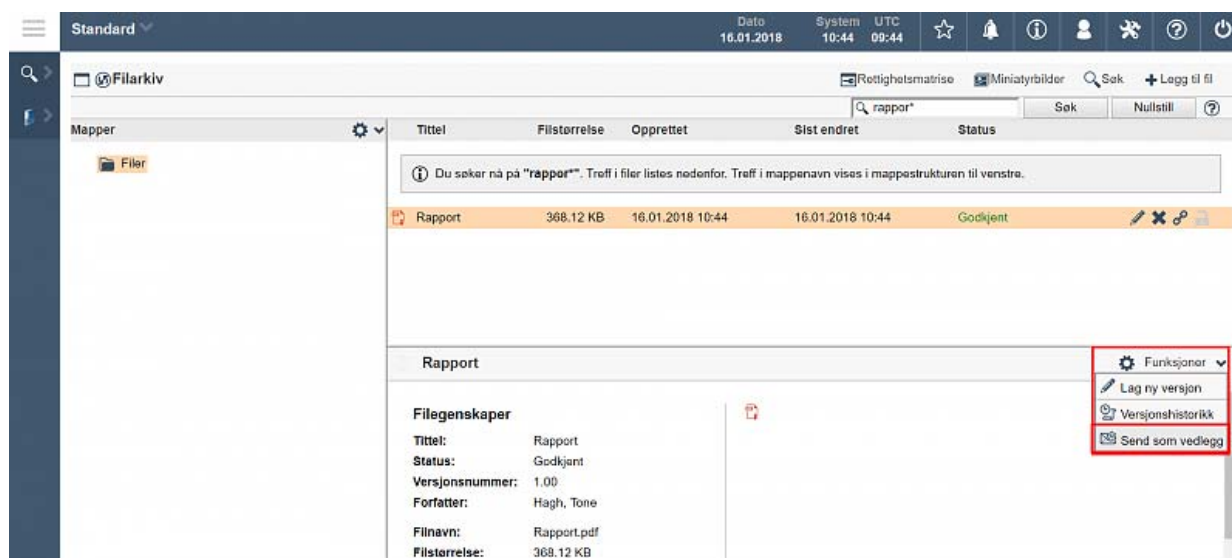 Standard
Dato System UTC
16.01.2018 10:44 09:44
Filarkiv
Rettighetsmatrise Miniatyrbilder Søk Legg til fil
rappor* Søk Nullstill
Mapper
Tittel Filstørrelse Opprettet Sist endret Status
Filer
Du søker nå på "rappor*". Treff i filer listes nedenfor. Treff i mappenavn vises i mappestrukturen til venstre.
Rapport 368.12 KB 16.01.2018 10:44 16.01.2018 10:44 Godkjent
Rapport
Funksjoner
Lag ny versjon
Versjonshistorikk
Send som vedlegg
Filegenskaper
Tittel: Rapport
Status: Godkjent
Versjonsnummer: 1.00
Forfatter: Hagh, Tone
Filnavn: Rapport.pdf
Filstørrelse: 368.12 KB